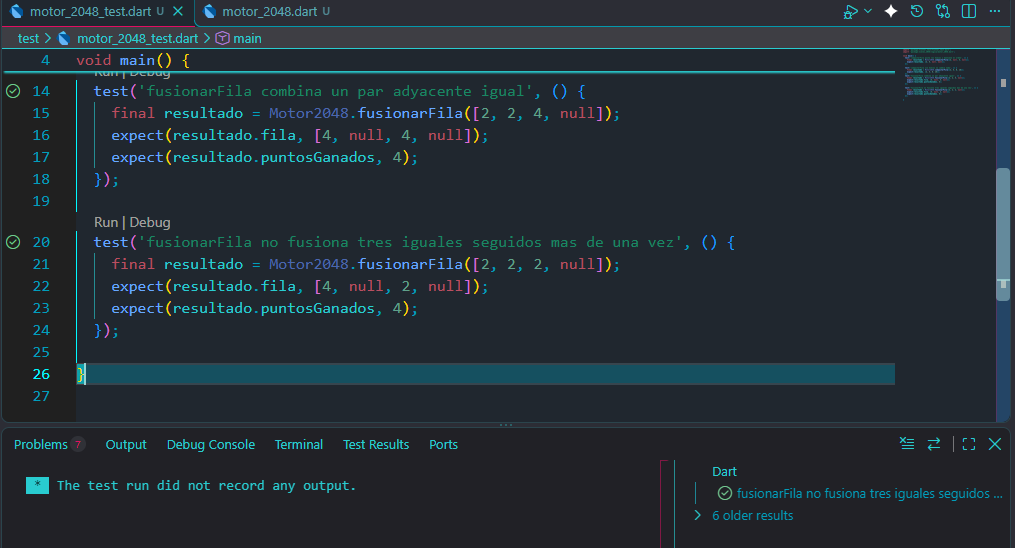 motor_2048_test.dart U
motor_2048.dart U
test > motor_2048_test.dart > main
4 void main() {
Run | Debug
14 test('fusionarFila combina un par adyacente igual', () {
15 final resultado = Motor2048.fusionarFila([2, 2, 4, null]);
16 expect(resultado.fila, [4, null, 4, null]);
17 expect(resultado.puntosGanados, 4);
18 });
19
Run | Debug
20 test('fusionarFila no fusiona tres iguales seguidos mas de una vez', () {
21 final resultado = Motor2048.fusionarFila([2, 2, 2, null]);
22 expect(resultado.fila, [4, null, 2, null]);
23 expect(resultado.puntosGanados, 4);
24 });
25
26 }
27
Problems 7 Output Debug Console Terminal Test Results Ports
* The test run did not record any output.
Dart
fusionarFila no fusiona tres iguales seguidos ...
6 older results